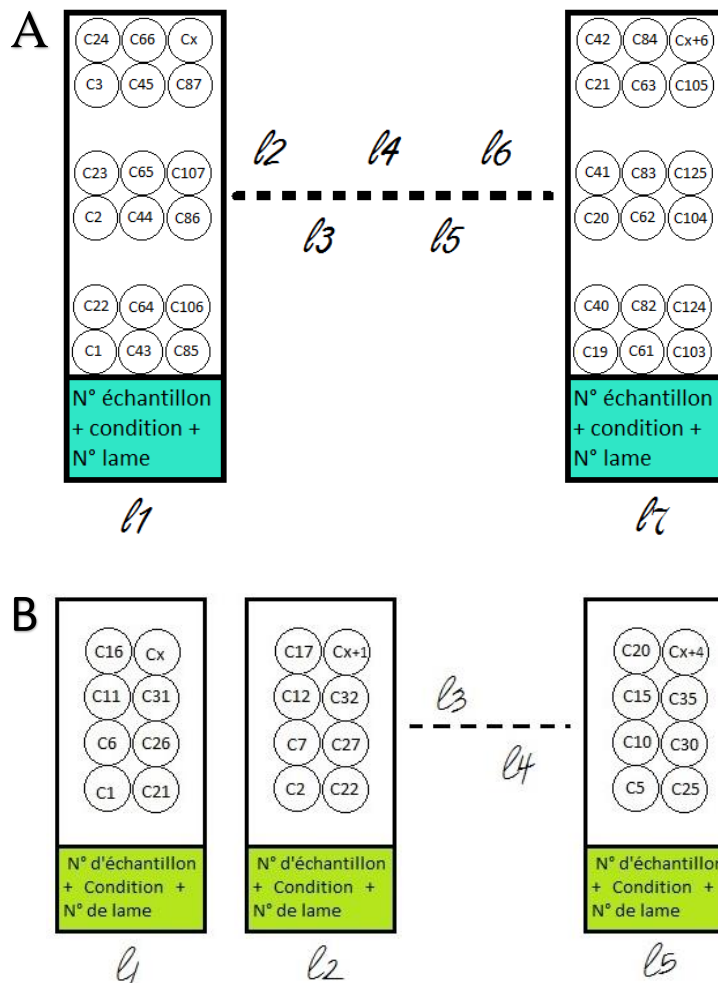 A
C24 C66 Cx
C3 C45 C87
C23 C65 C107
C2 C44 C86
C22 C64 C106
C1 C43 C85
N° échantillon
+ condition +
N° lame
l1
l2 l4 l6
l3 l5
C42 C84 Cx+6
C21 C63 C105
C41 C83 C125
C20 C62 C104
C40 C82 C124
C19 C61 C103
N° échantillon
+ condition +
N° lame
l7
B
C16 Cx
C11 C31
C6 C26
C1 C21
N° d'échantillon
+ Condition +
N° de lame
l1
C17 Cx+1
C12 C32
C7 C27
C2 C22
N° d'échantillon
+ Condition +
N° de lame
l2
l3
l4
C20 Cx+4
C15 C35
C10 C30
C5 C25
N° d'échantillon
+ Condition +
N° de lame
l5